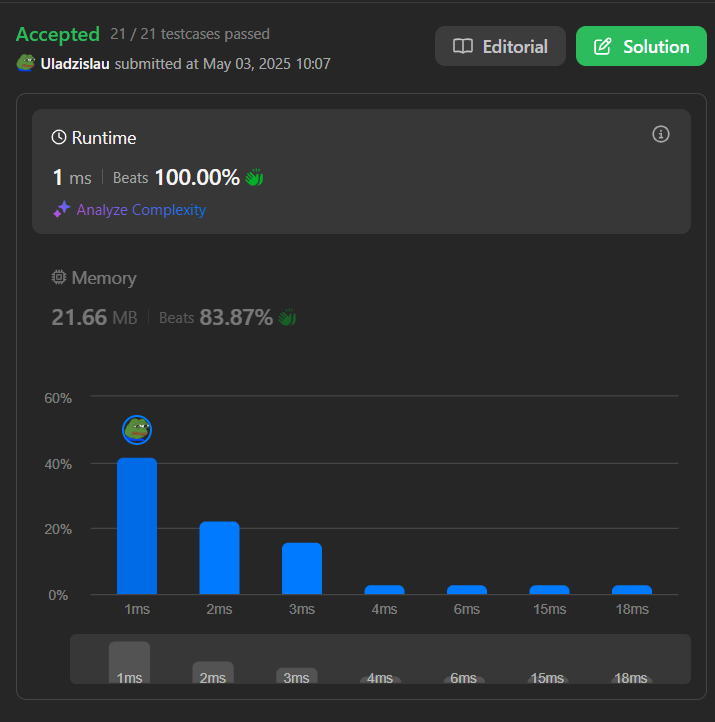 Accepted 21 / 21 testcases passed
Editorial
Solution
Uladzislau submitted at May 03, 2025 10:07
Runtime
1 ms Beats 100.00%
Analyze Complexity
Memory
21.66 MB Beats 83.87%
60%
40%
20%
0%
1ms 2ms 3ms 4ms 6ms 15ms 18ms
1ms 2ms 3ms 4ms 6ms 15ms 18ms